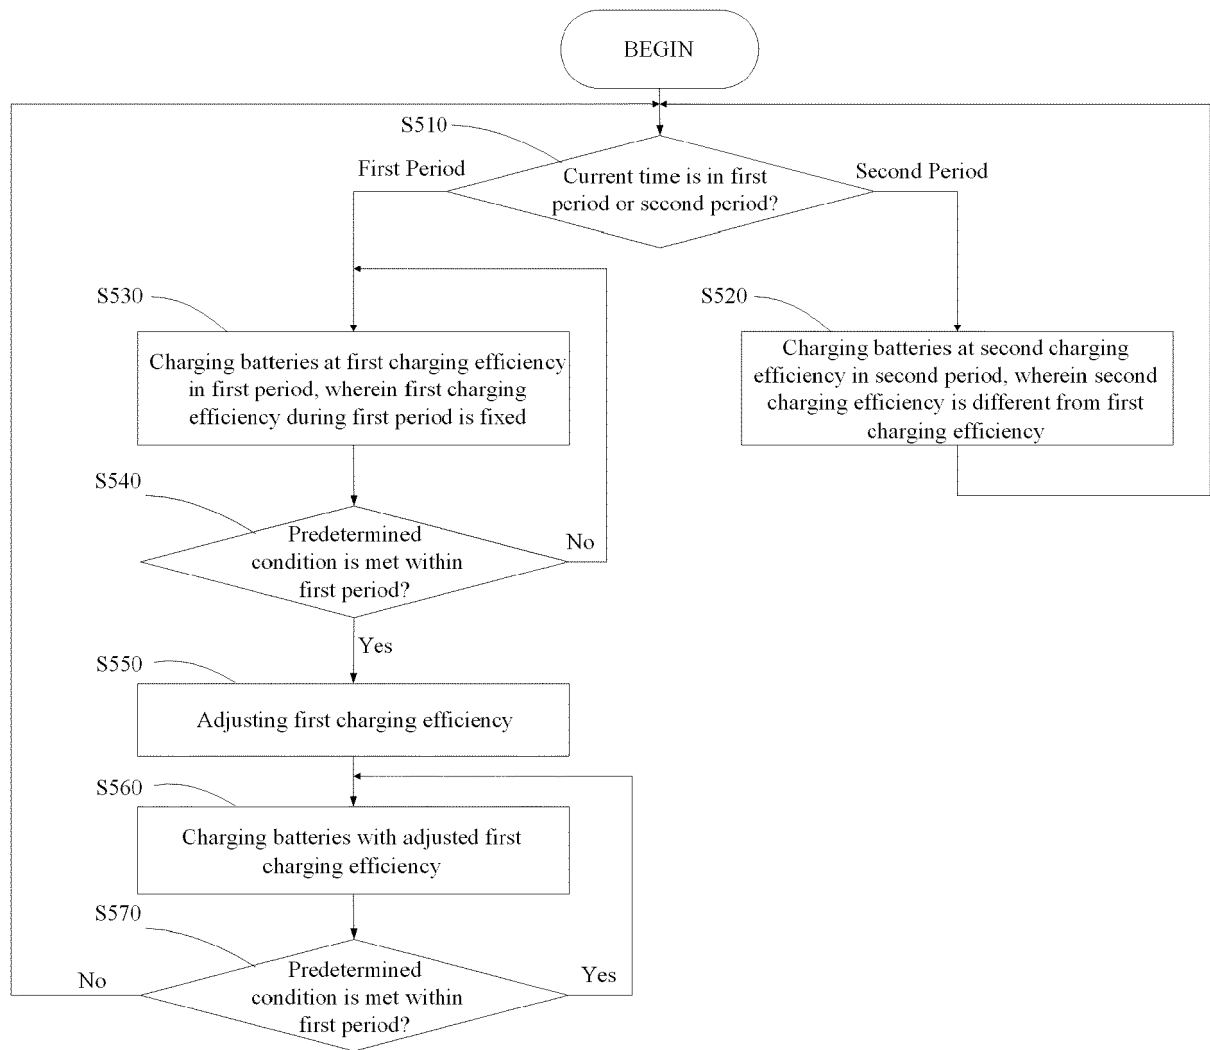 BEGIN
S510
First Period
Current time is in first
period or second period?
Second Period
S530
Charging batteries at first charging efficiency
in first period, wherein first charging
efficiency during first period is fixed
S520
Charging batteries at second charging
efficiency in second period, wherein second
charging efficiency is different from first
charging efficiency
S540
Predetermined
condition is met within
first period?
No
Yes
S550
Adjusting first charging efficiency
S560
Charging batteries with adjusted first
charging efficiency
S570
No
Predetermined
condition is met within
first period?
Yes